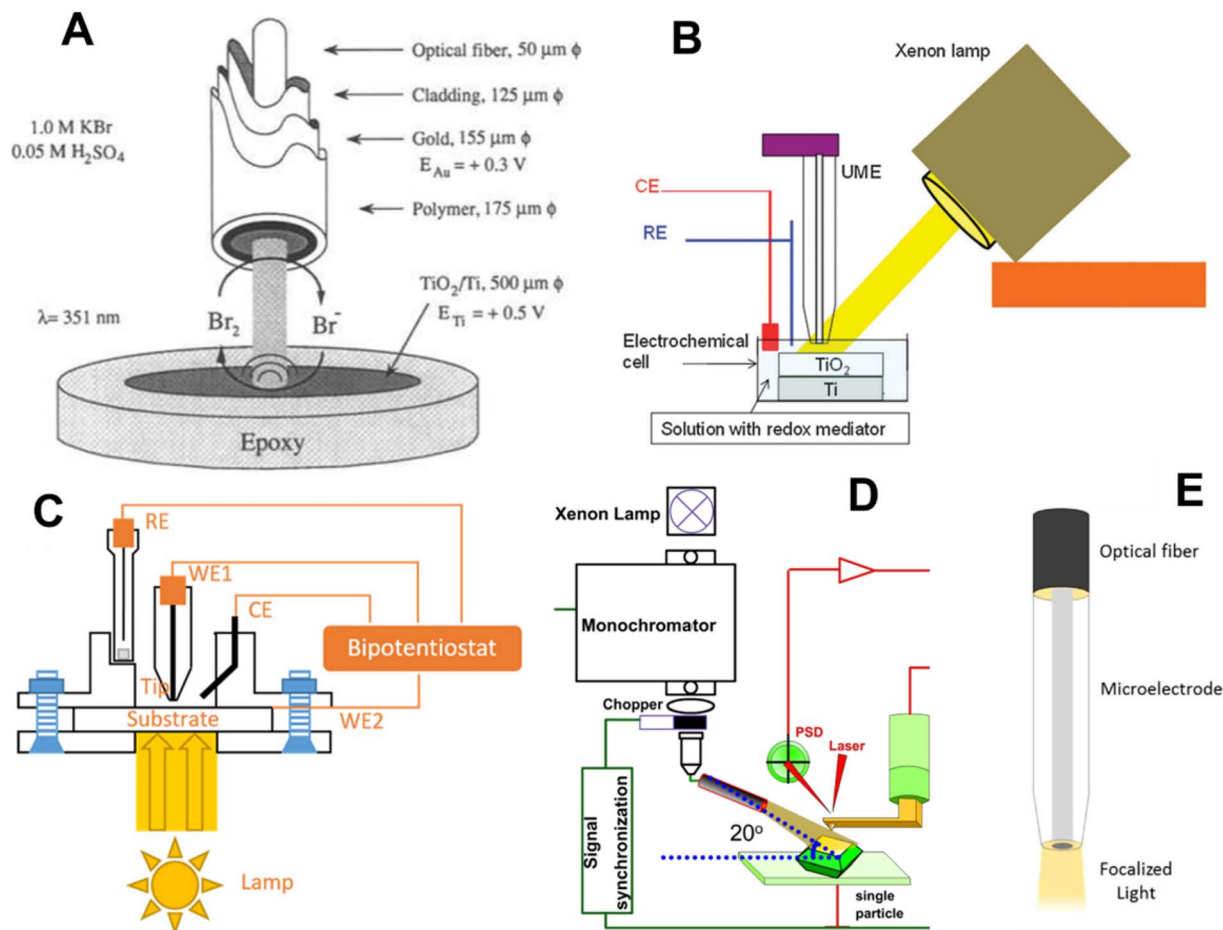 A
Optical fiber, 50 μm ϕ
Cladding, 125 μm ϕ
1.0 M KBr
0.05 M H₂SO₄
Gold, 155 μm ϕ
E_Au = + 0.3 V
Polymer, 175 μm ϕ
TiO₂/Ti, 500 μm ϕ
E_Ti = + 0.5 V
λ= 351 nm
Br₂
Br⁻
Epoxy
B
Xenon lamp
UME
CE
RE
Electrochemical
cell
TiO₂
Ti
Solution with redox mediator
C
RE
WE1
CE
Bipotentiostat
Tip
Substrate
WE2
Lamp
D
Xenon Lamp
Monochromator
Chopper
PSD
Laser
Signal
synchronization
20°
single
particle
E
Optical fiber
Microelectrode
Focalized
Light